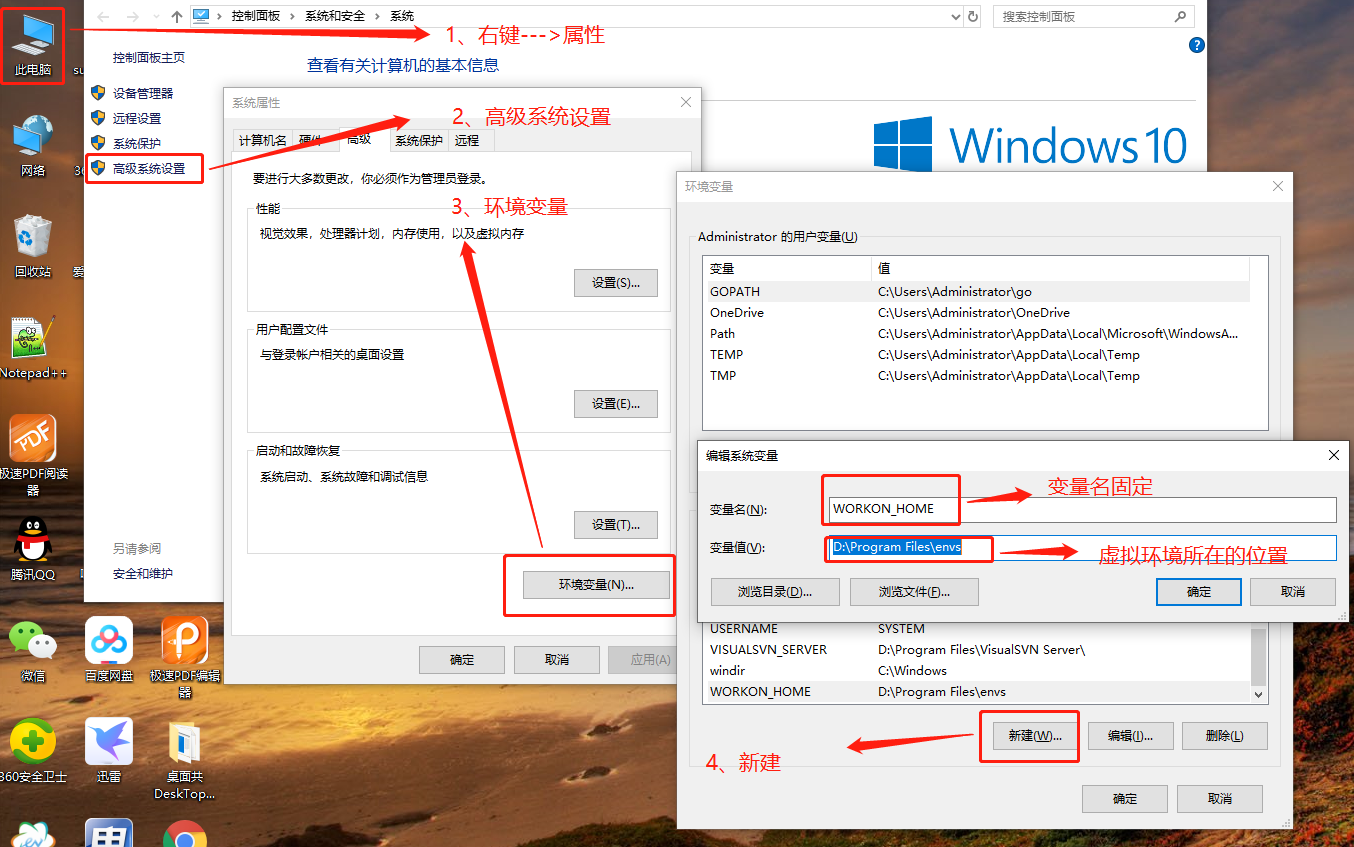 控制面板 › 系统和安全 › 系统
搜索控制面板
1、右键--->属性
此电脑
su
控制面板主页
查看有关计算机的基本信息
设备管理器
远程设置
系统保护
高级系统设置
系统属性
2、高级系统设置
计算机名
硬件
高级
系统保护
远程
要进行大多数更改，你必须作为管理员登录。
3、环境变量
性能
视觉效果，处理器计划，内存使用，以及虚拟内存
设置(S)...
用户配置文件
与登录帐户相关的桌面设置
设置(E)...
启动和故障恢复
系统启动、系统故障和调试信息
设置(T)...
环境变量(N)...
确定
取消
应用(A)
另请参阅
安全和维护
Windows 10
环境变量
Administrator 的用户变量(U)
变量 值
GOPATH C:\Users\Administrator\go
OneDrive C:\Users\Administrator\OneDrive
Path C:\Users\Administrator\AppData\Local\Microsoft\WindowsA...
TEMP C:\Users\Administrator\AppData\Local\Temp
TMP C:\Users\Administrator\AppData\Local\Temp
编辑系统变量
变量名(N):
WORKON_HOME
变量名固定
变量值(V):
D:\Program Files\envs
虚拟环境所在的位置
浏览目录(D)...
浏览文件(F)...
确定
取消
USERNAME SYSTEM
VISUALSVN_SERVER D:\Program Files\VisualSVN Server\
windir C:\Windows
WORKON_HOME D:\Program Files\envs
新建(W)...
编辑(I)...
删除(L)
4、新建
确定
取消
网络
36
回收站
爱
Notepad++
PDF
极速PDF阅读
器
腾讯QQ
微信
百度网盘
极速PDF编辑
器
360安全卫士
迅雷
桌面共
DeskTop...